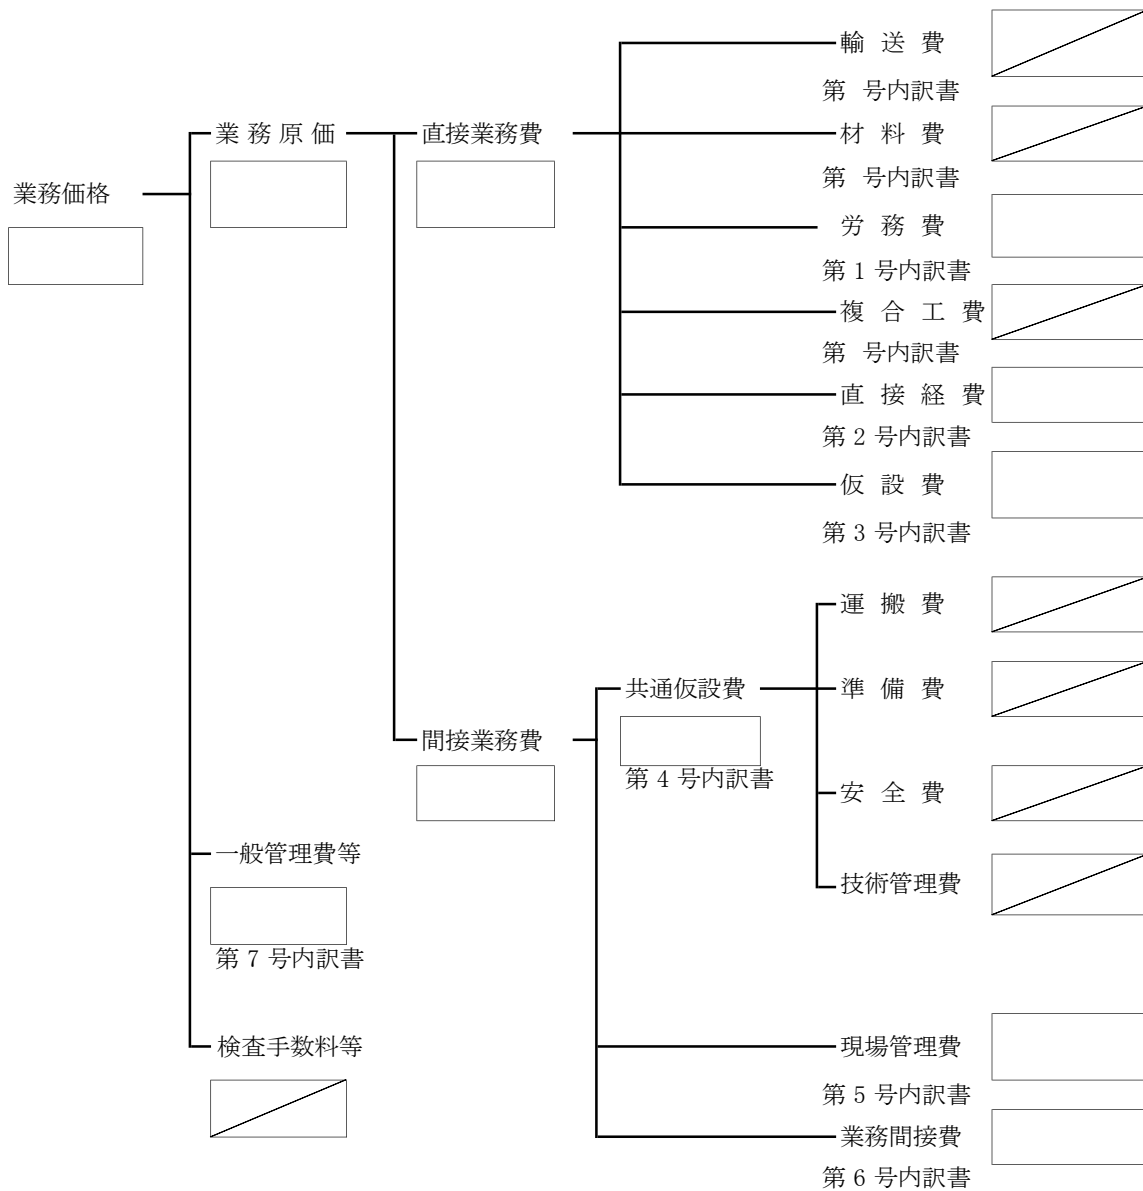 輸 送 費
第 号内訳書
業 務 原 価
直接業務費
材 料 費
第 号内訳書
業務価格
労 務 費
第 1 号内訳書
複 合 工 費
第 号内訳書
直 接 経 費
第 2 号内訳書
仮 設 費
第 3 号内訳書
運 搬 費
共通仮設費
準 備 費
間接業務費
第 4 号内訳書
安 全 費
一般管理費等
技術管理費
第 7 号内訳書
検査手数料等
現場管理費
第 5 号内訳書
業務間接費
第 6 号内訳書